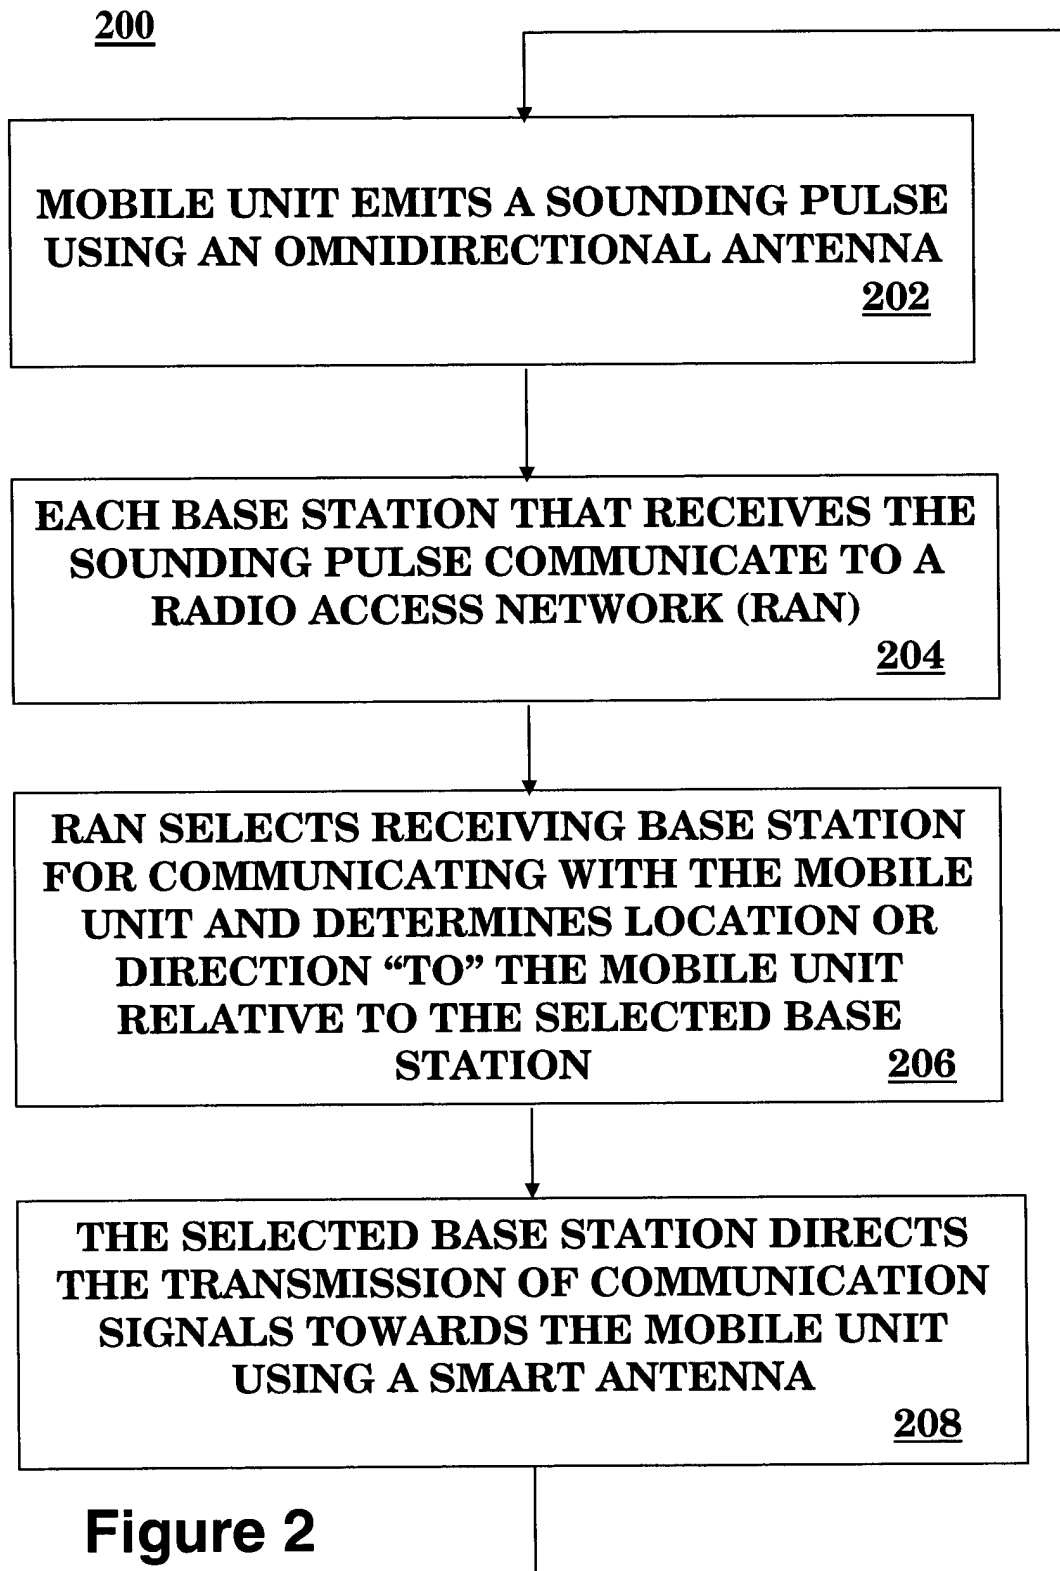 200
MOBILE UNIT EMITS A SOUNDING PULSE
USING AN OMNIDIRECTIONAL ANTENNA
202
EACH BASE STATION THAT RECEIVES THE
SOUNDING PULSE COMMUNICATE TO A
RADIO ACCESS NETWORK (RAN)
204
RAN SELECTS RECEIVING BASE STATION
FOR COMMUNICATING WITH THE MOBILE
UNIT AND DETERMINES LOCATION OR
DIRECTION “TO” THE MOBILE UNIT
RELATIVE TO THE SELECTED BASE
STATION 206
THE SELECTED BASE STATION DIRECTS
THE TRANSMISSION OF COMMUNICATION
SIGNALS TOWARDS THE MOBILE UNIT
USING A SMART ANTENNA
208
Figure 2